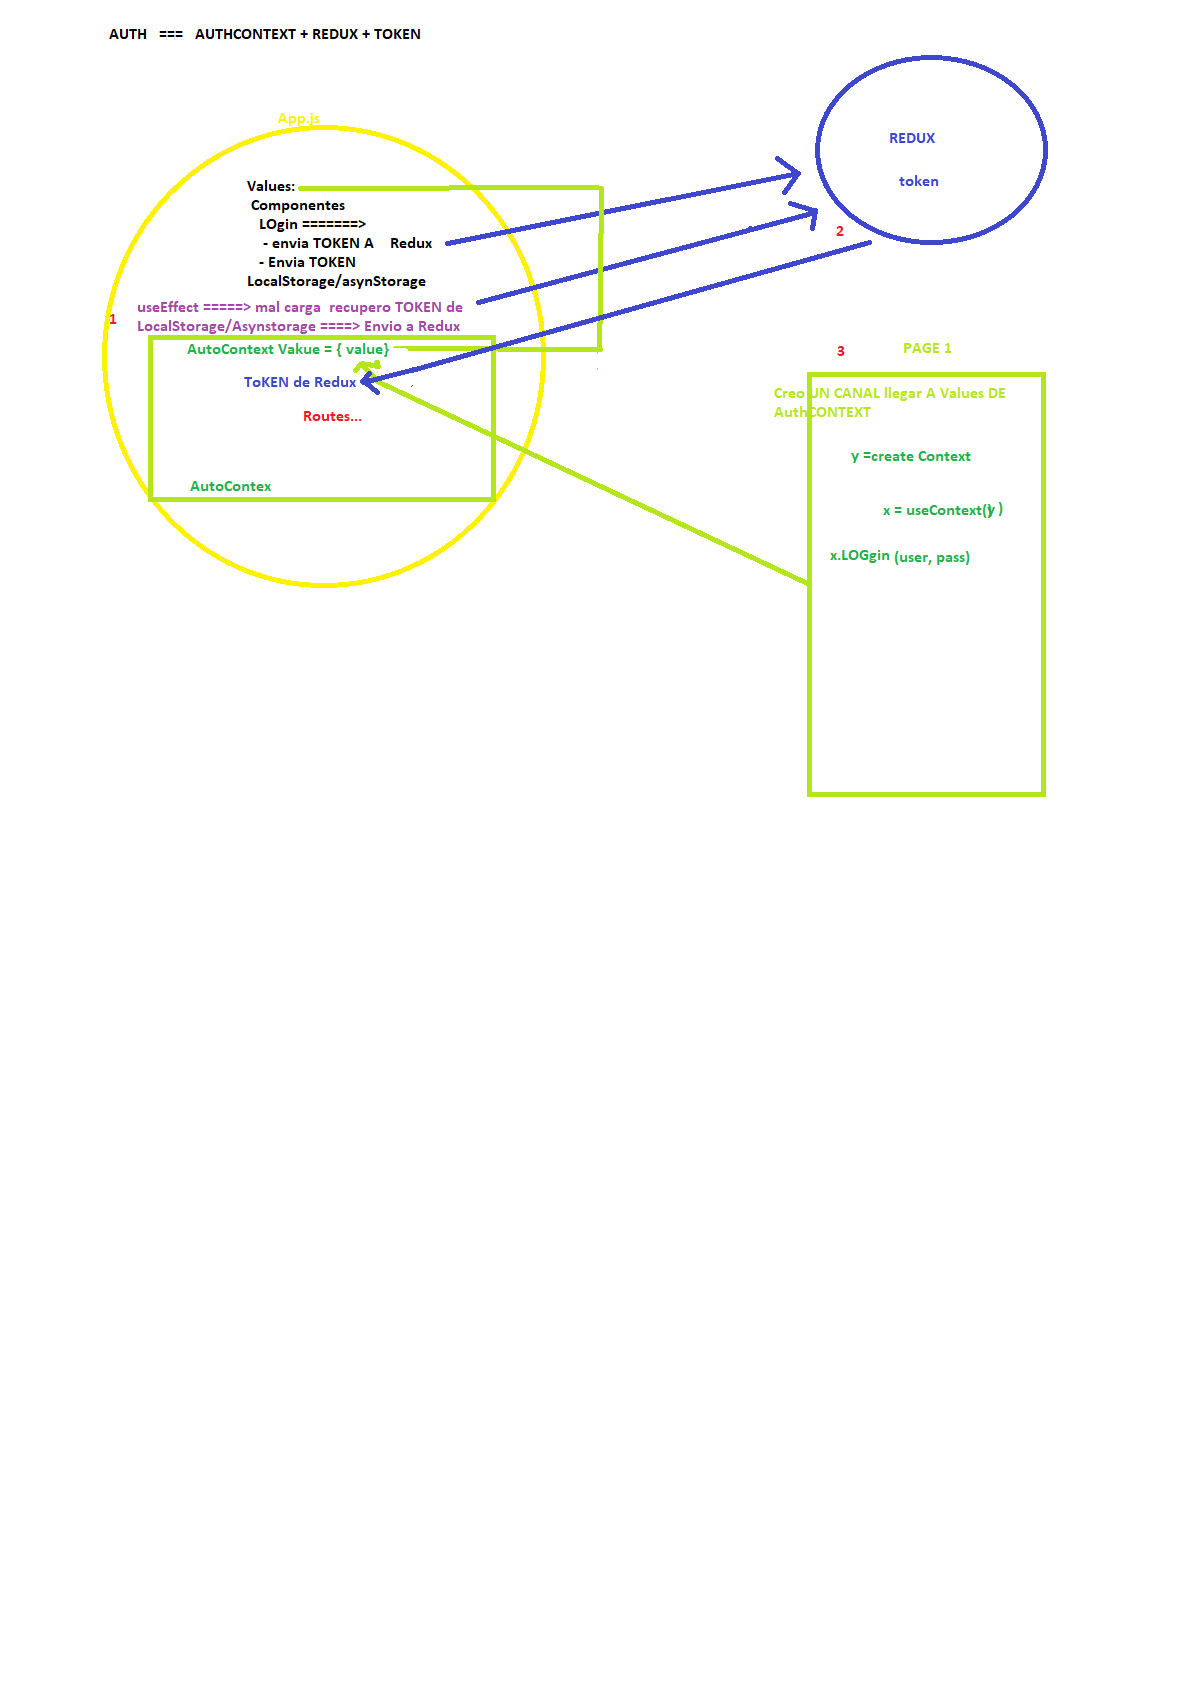 AUTH === AUTHCONTEXT + REDUX + TOKEN
App.js
Values:
Componentes
LOgin =======>
- envia TOKEN A Redux
- Envia TOKEN
LocalStorage/asynStorage
useEffect =====> mal carga recupero TOKEN de
1
LocalStorage/Asynstorage ====> Envio a Redux
AutoContext Vakue = { value}
ToKEN de Redux
Routes...
AutoContex
REDUX
token
2
3
PAGE 1
Creo UN CANAL llegar A Values DE
AuthCONTEXT
y =create Context
x = useContext(y )
x.LOGgin (user, pass)